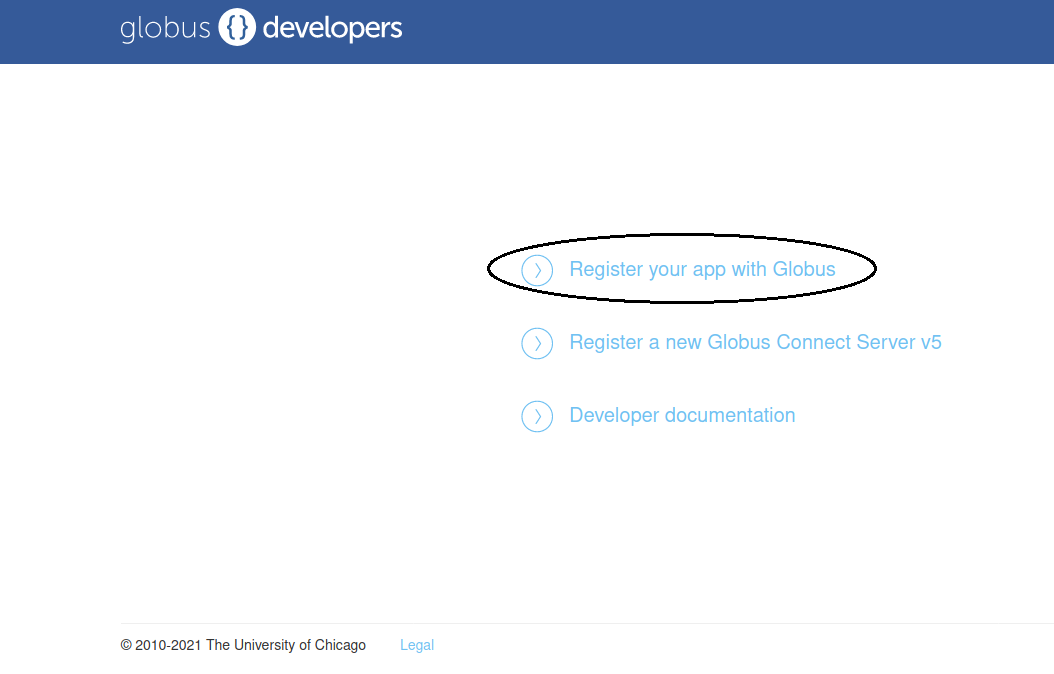 globus {} developers
Register your app with Globus
Register a new Globus Connect Server v5
Developer documentation
© 2010-2021 The University of Chicago Legal